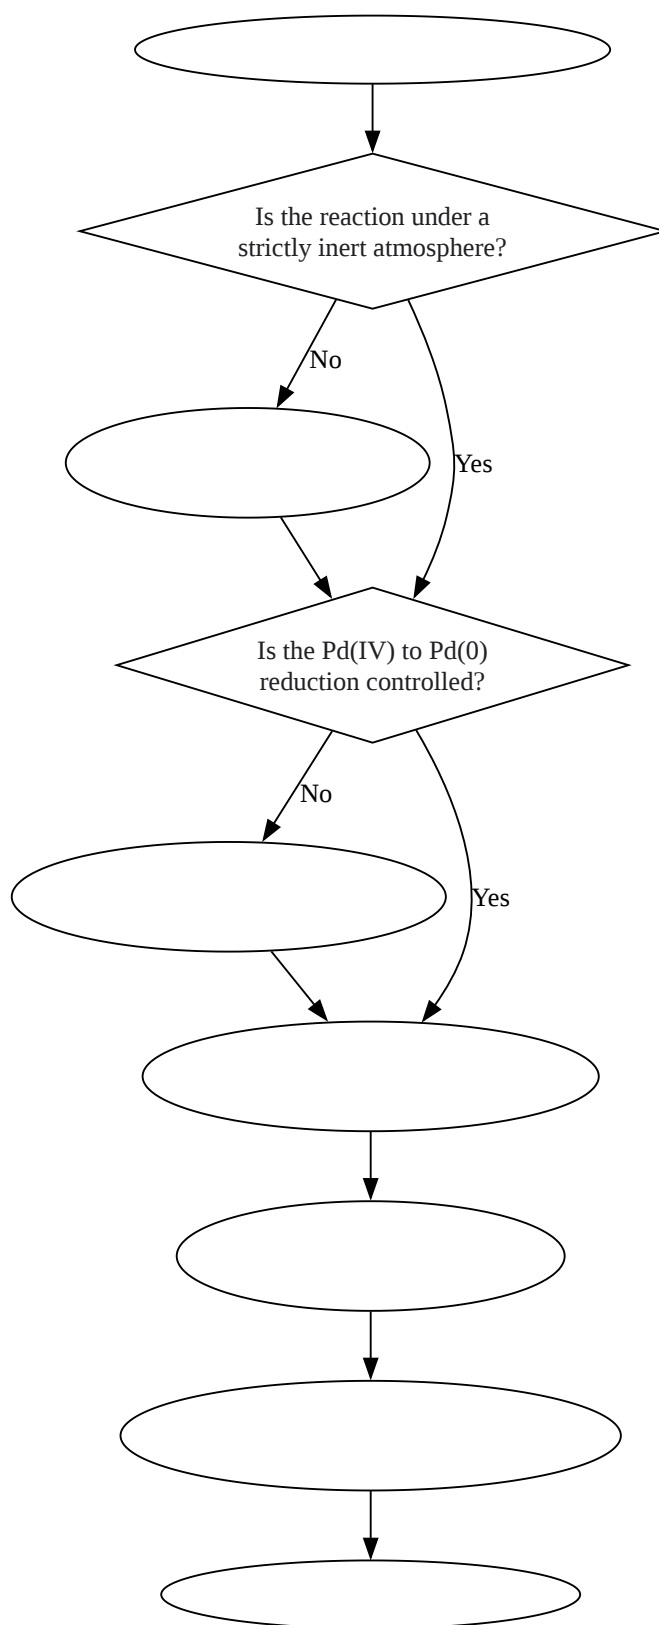 Is the reaction under a
strictly inert atmosphere?
No
Yes
Is the Pd(IV) to Pd(0)
reduction controlled?
No
Yes